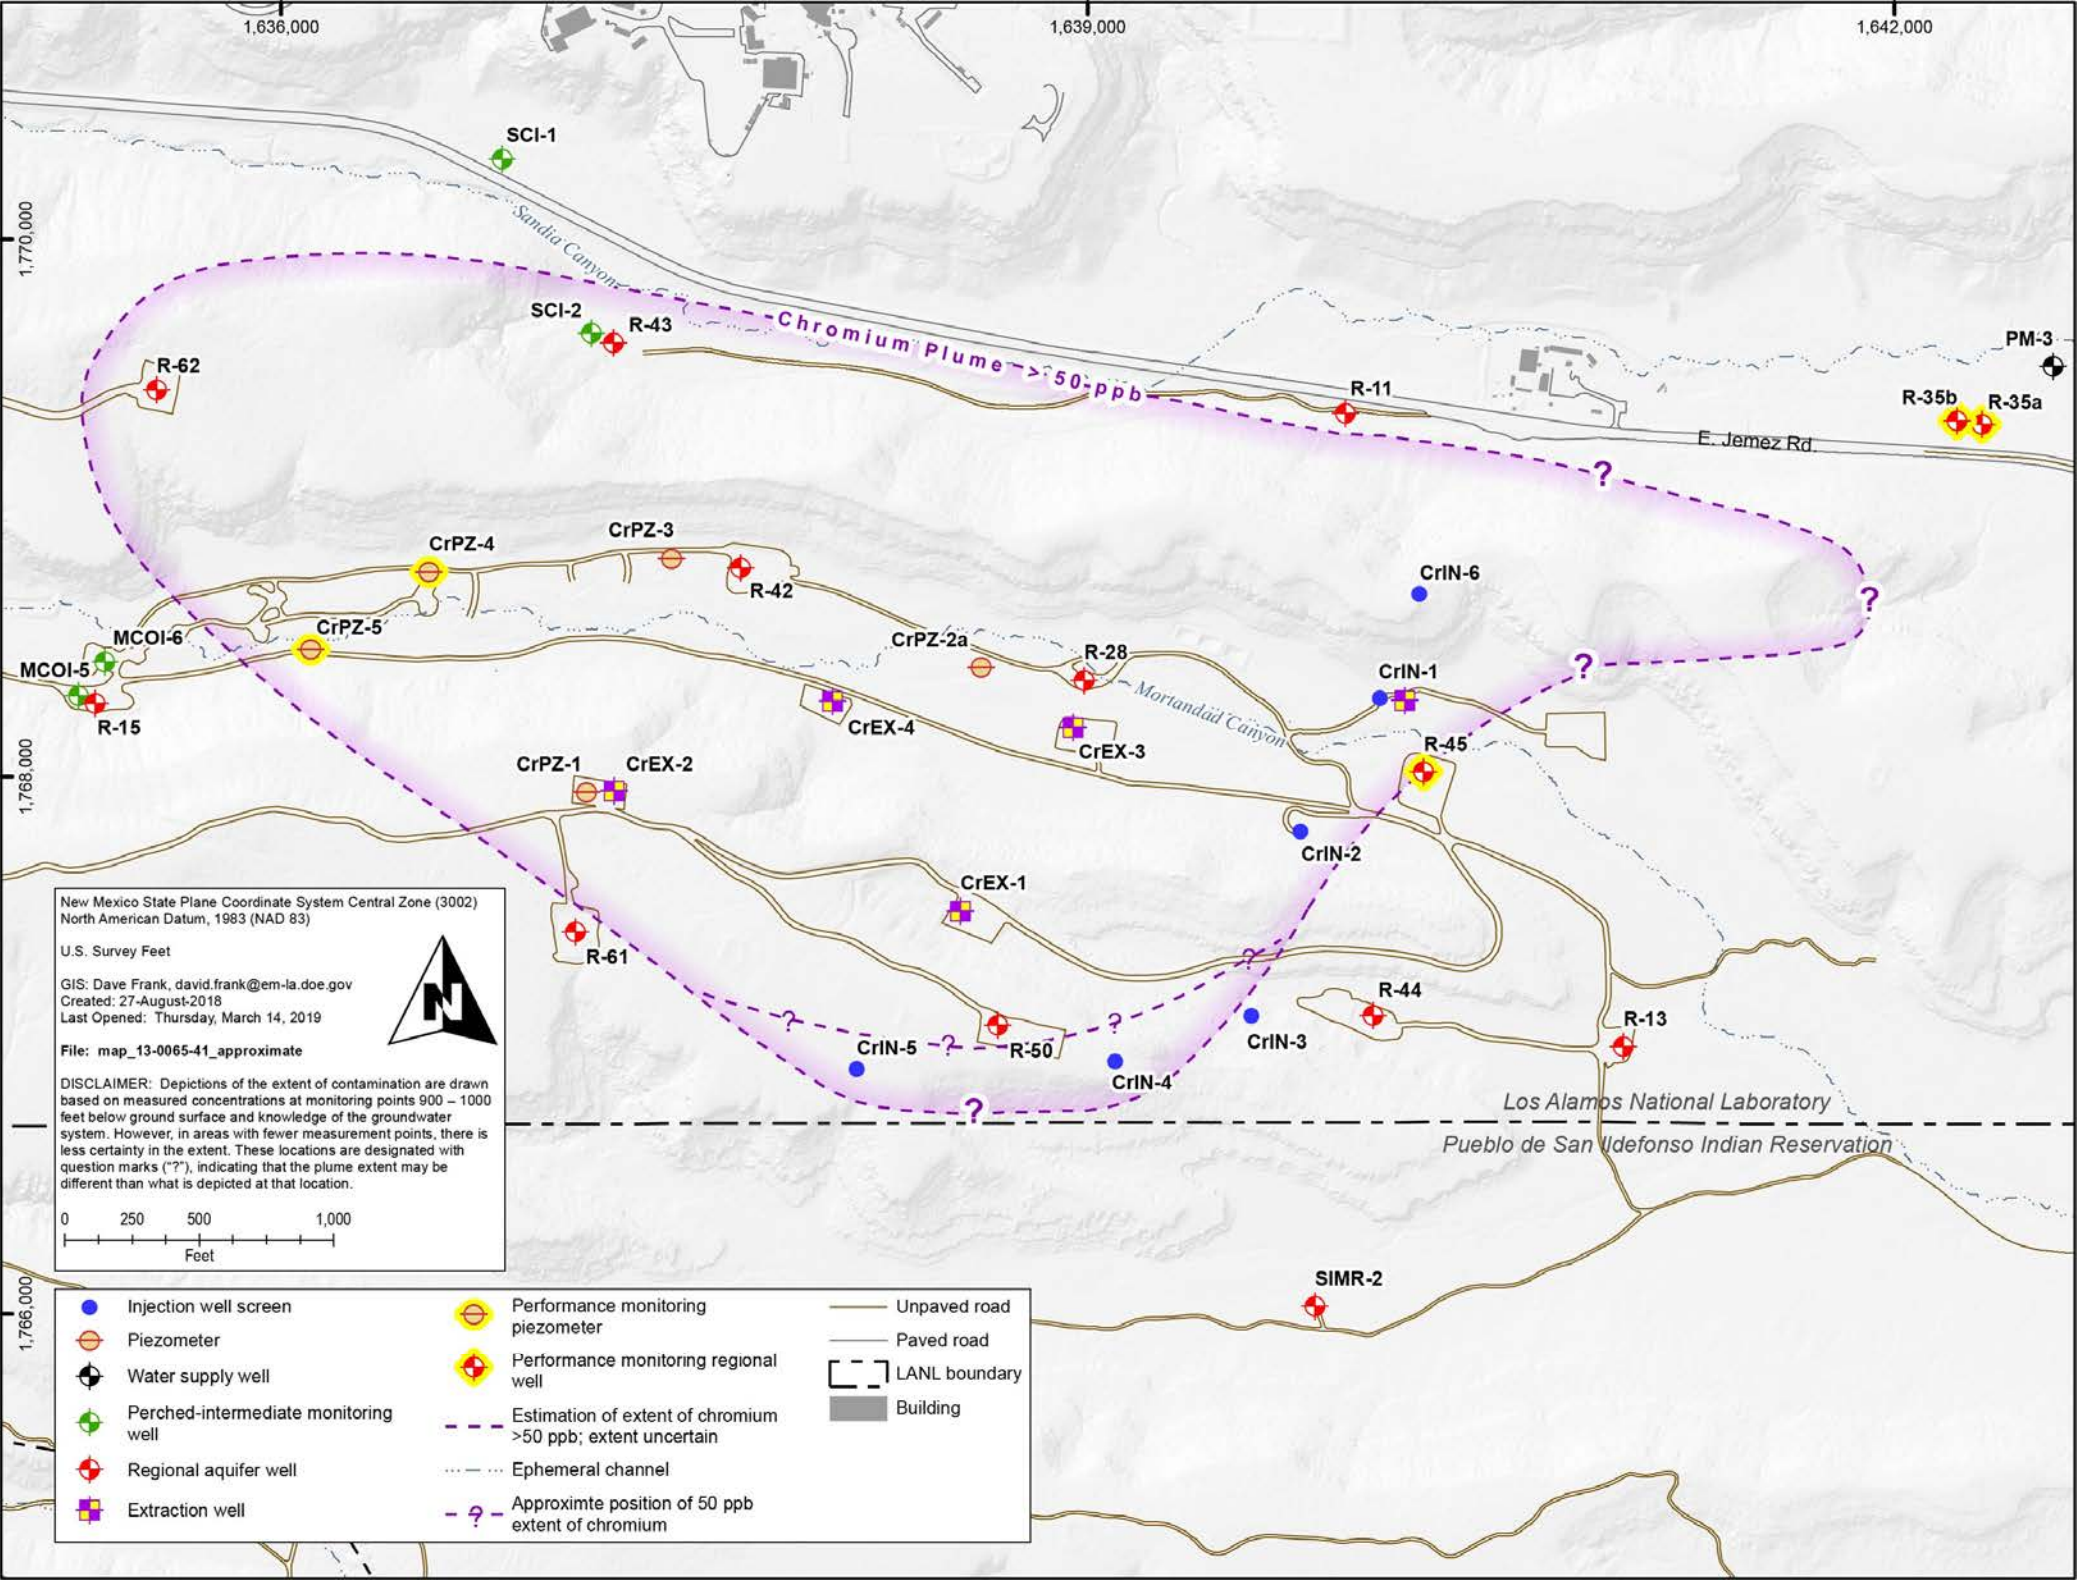 1,636,000
1,639,000
1,642,000
SCI-1
1,770,000
Sandia Canyon
SCI-2
R-43
Chromium Plume > 50 ppb
PM-3
R-62
R-11
R-35b
R-35a
E. Jemez Rd.
?
CrPZ-4
CrPZ-3
R-42
CrIN-6
?
CrPZ-5
MCOI-6
CrPZ-2a
R-28
?
MCOI-5
CrIN-1
R-15
Mortandad Canyon
CrEX-4
CrEX-3
R-45
1,768,000
CrPZ-1
CrEX-2
CrIN-2
CrEX-1
R-61
?
R-44
?
?
R-13
CrIN-5
?
R-50
CrIN-3
CrIN-4
?
Los Alamos National Laboratory
Pueblo de San Ildefonso Indian Reservation
New Mexico State Plane Coordinate System Central Zone (3002)
North American Datum, 1983 (NAD 83)
U.S. Survey Feet
GIS: Dave Frank, david.frank@em-la.doe.gov
Created: 27-August-2018
Last Opened: Thursday, March 14, 2019
N
File: map_13-0065-41_approximate
DISCLAIMER: Depictions of the extent of contamination are drawn
based on measured concentrations at monitoring points 900 – 1000
feet below ground surface and knowledge of the groundwater
system. However, in areas with fewer measurement points, there is
less certainty in the extent. These locations are designated with
question marks ("?"), indicating that the plume extent may be
different than what is depicted at that location.
0 250 500 1,000
Feet
SIMR-2
1,766,000
Injection well screen
Piezometer
Water supply well
Perched-intermediate monitoring
well
Regional aquifer well
Extraction well
Performance monitoring
piezometer
Performance monitoring regional
well
Estimation of extent of chromium
>50 ppb; extent uncertain
Ephemeral channel
?
Approximte position of 50 ppb
extent of chromium
Unpaved road
Paved road
LANL boundary
Building